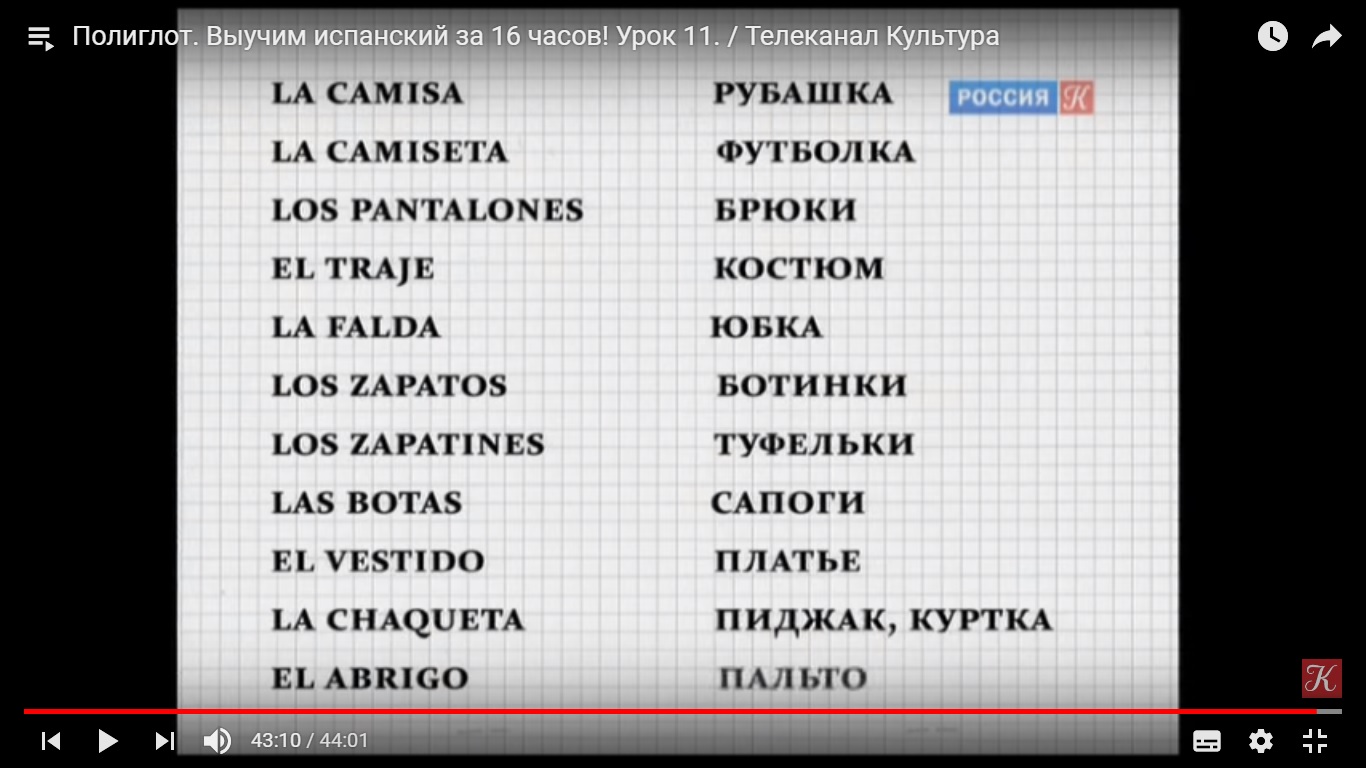 Полиглот. Выучим испанский за 16 часов! Урок 11. / Телеканал Культура
LA CAMISA РУБАШКА
РОССИЯ К
LA CAMISETA ФУТБОЛКА
LOS PANTALONES БРЮКИ
EL TRAJE КОСТЮМ
LA FALDA ЮБКА
LOS ZAPATOS БОТИНКИ
LOS ZAPATINES ТУФЕЛЬКИ
LAS BOTAS САПОГИ
EL VESTIDO ПЛАТЬЕ
LA CHAQUETA ПИДЖАК, КУРТКА
EL ABRIGO ПАЛЬТО
К
43:10 / 44:01